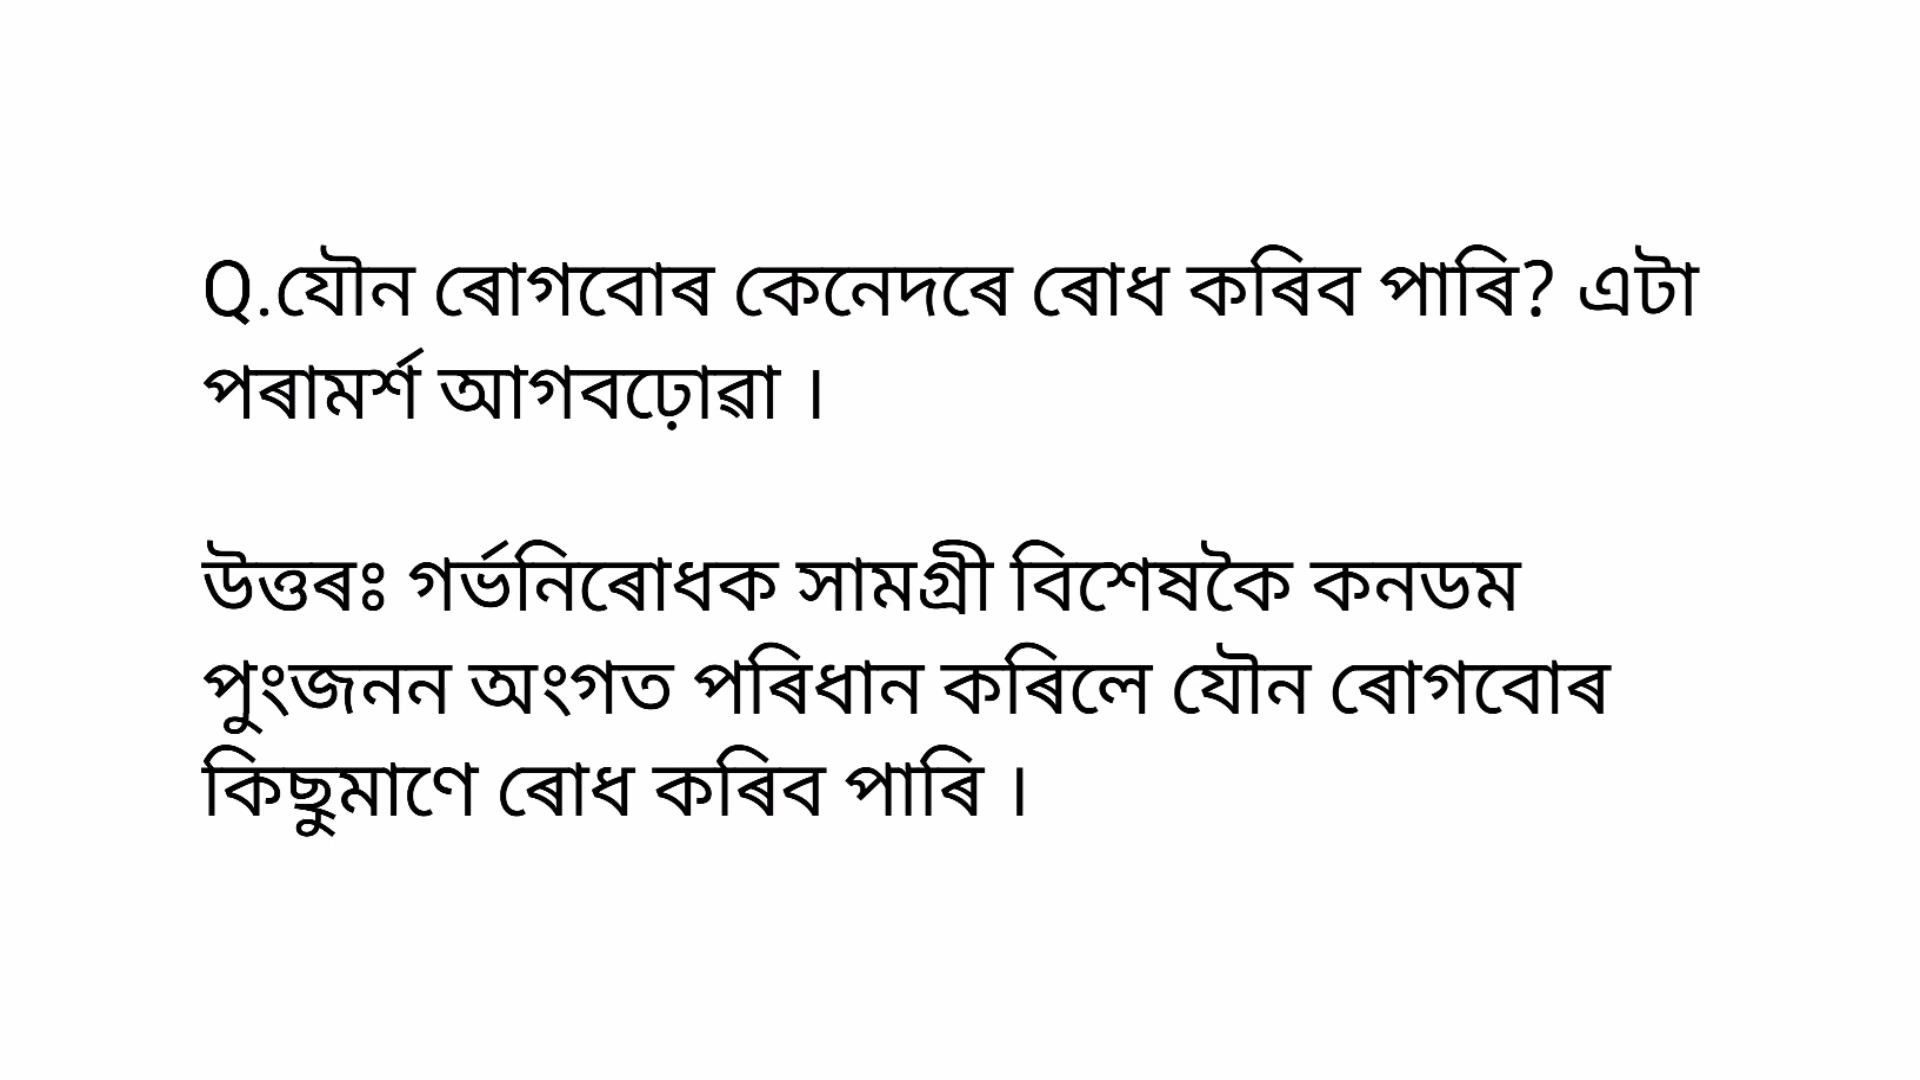 Q.যৌন ৰোগবোৰ কেনেদৰে ৰোধ কৰিব পাৰি? এটা
পৰামৰ্শ আগবঢ়োৱা ।
উত্তৰঃ গৰ্ভনিৰোধক সামগ্ৰী বিশেষকৈ কনডম
পুংজনন অংগত পৰিধান কৰিলে যৌন ৰোগবোৰ
কিছুমাণে ৰোধ কৰিব পাৰি ।